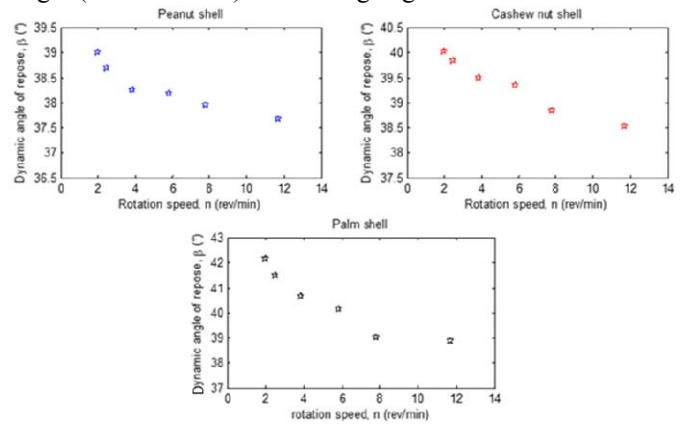 Peanut shell
Dynamic angle of repose, β (°)
39.5
39
38.5
38
37.5
37
36.5
0 2 4 6 8 10 12 14
Rotation speed, n (rev/min)
Cashew nut shell
Dynamic angle of repose, β (°)
40.5
40
39.5
39
38.5
38
37.5
0 2 4 6 8 10 12 14
Rotation speed, n (rev/min)
Palm shell
Dynamic angle of repose, β (°)
43
42
41
40
39
38
37
0 2 4 6 8 10 12 14
rotation speed, n (rev/min)